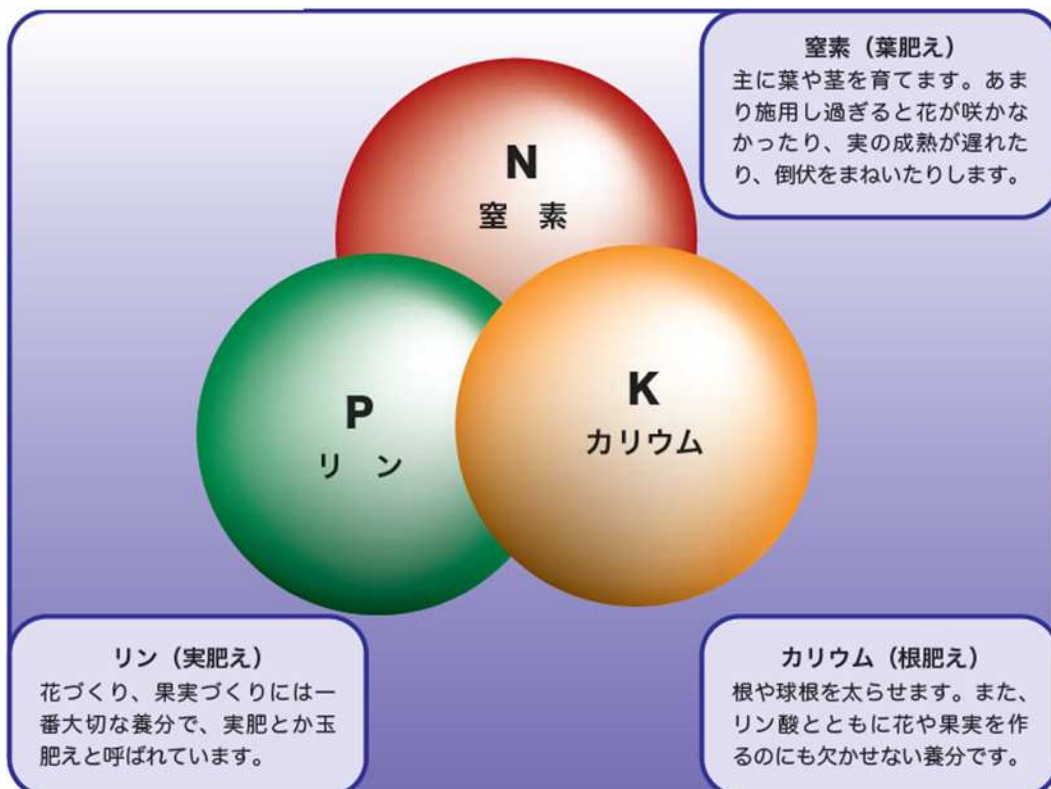 窒素（葉肥え）
主に葉や茎を育てます。あま
り施用し過ぎると花が咲かな
かったり、実の成熟が遅れた
り、倒伏をまねいたりします。
N
窒 素
P
リ ン
K
カリウム
リン（実肥え）
花づくり、果実づくりには一
番大切な養分で、実肥とか玉
肥えと呼ばれています。
カリウム（根肥え）
根や球根を太らせます。また、
リン酸とともに花や果実を作
るのにも欠かせない養分です。